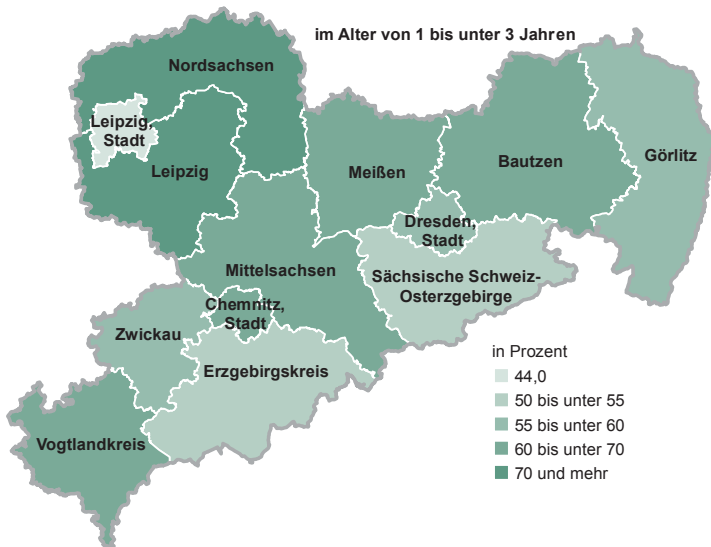 im Alter von 1 bis unter 3 Jahren
Nordsachsen
Leipzig,
Stadt
Leipzig
Meißen
Bautzen
Görlitz
Dresden,
Stadt
Mittelsachsen
Sächsische Schweiz-
Osterzgebirge
Chemnitz,
Stadt
Zwickau
Erzgebirgskreis
Vogtlandkreis
in Prozent
44,0
50 bis unter 55
55 bis unter 60
60 bis unter 70
70 und mehr